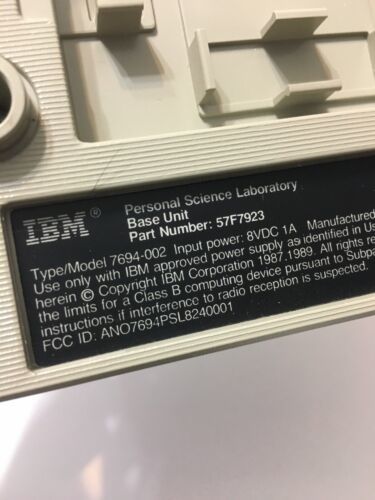 IBM®
Personal Science Laboratory
Base Unit
Part Number: 57F7923
Type/Model 7694-002 Input power: 8VDC 1A Manufactured
Use only with IBM approved power supply as identified in Us
herein © Copyright IBM Corporation 1987,1989. All rights re
the limits for a Class B computing device pursuant to Subpa
instructions if interference to radio reception is suspected.
FCC ID: ANO7694PSL8240001